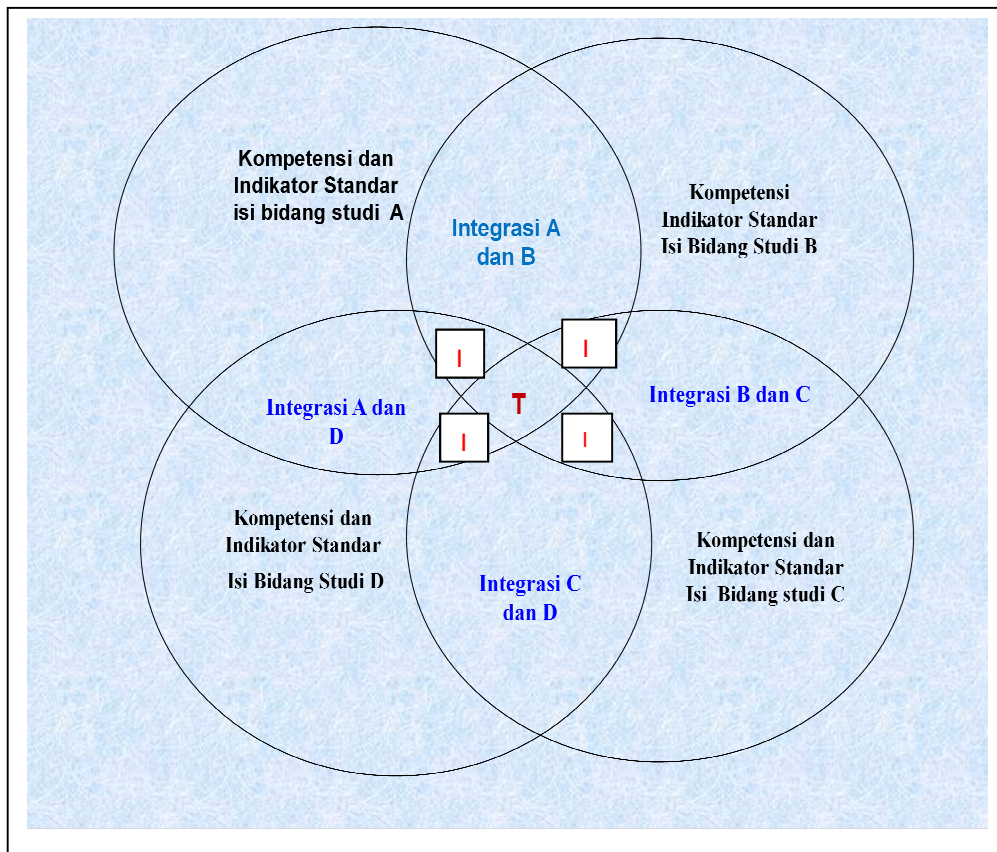 Kompetensi dan
Indikator Standar
isi bidang studi A
Kompetensi
Indikator Standar
Isi Bidang Studi B
Integrasi A
dan B
I
I
Integrasi A dan
D
T
Integrasi B dan C
I
I
Kompetensi dan
Indikator Standar
Isi Bidang Studi D
Kompetensi dan
Indikator Standar
Isi Bidang studi C
Integrasi C
dan D